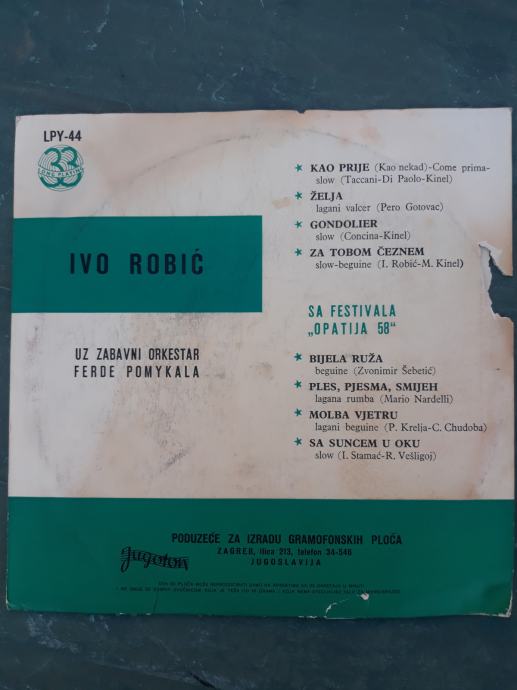 LPY-44
33
LONG PLAYING
IVO ROBIĆ
UZ ZABAVNI ORKESTAR
FERDE POMYKALA
* KAO PRIJE (Kao nekad)-Come prima-
slow (Taccani-Di Paolo-Kinel)
* ŽELJA
lagani valcer (Pero Gotovac)
* GONDOLIER
slow (Concina-Kinel)
* ZA TOBOM ČEZNEM
slow-beguine (I. Robić-M. Kinel)
SA FESTIVALA
„OPATIJA 58"
* BIJELA RUŽA
beguine (Zvonimir Šebetić)
* PLES, PJESMA, SMIJEH
lagana rumba (Mario Nardelli)
* MOLBA VJETRU
lagani beguine (P. Krelja-C. Chudoba)
* SA SUNCEM U OKU
slow (I. Stamać-R. Vešligoj)
Jugoton
PODUZEĆE ZA IZRADU GRAMOFONSKIH PLOČA
ZAGREB, Ilica 213, telefon 34-546
JUGOSLAVIJA